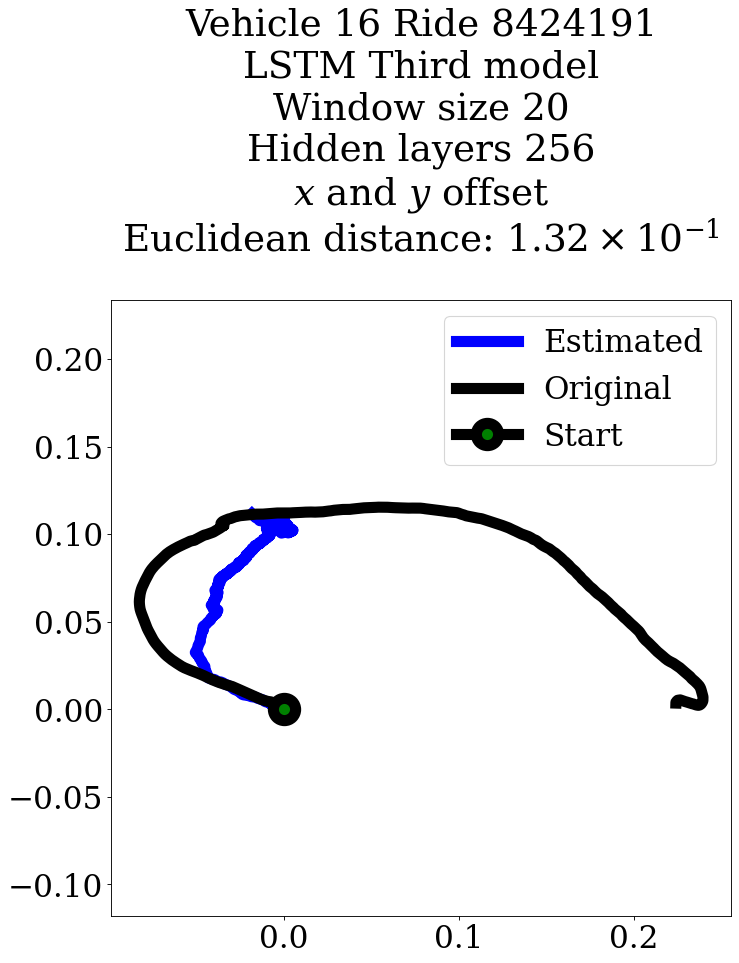 Vehicle 16 Ride 8424191
LSTM Third model
Window size 20
Hidden layers 256
x and y offset
Euclidean distance: 1.32 × 10⁻¹
Estimated
Original
Start
0.20
0.15
0.10
0.05
0.00
−0.05
−0.10
0.0 0.1 0.2